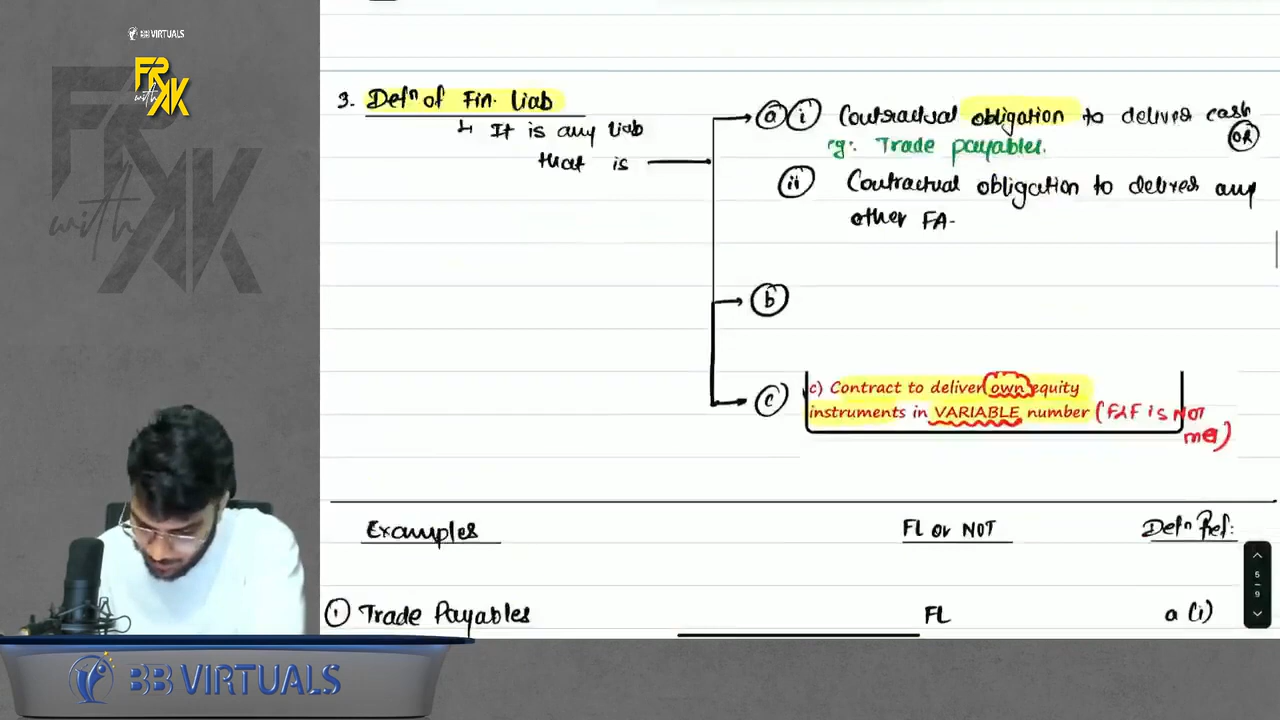 BB VIRTUALS
FR
with AK
3. Defn of Fin. Liab
↳ It is any liab
that is
a i Contractual obligation to deliver cash
OR
eg: Trade payables.
ii Contractual obligation to deliver any
other FA-
b
c c) Contract to deliver own equity
instruments in VARIABLE number (F2F is NOT
met)
Examples FL or NOT Defn Ref:
5
9
1 Trade Payables FL a (i)
BB VIRTUALS